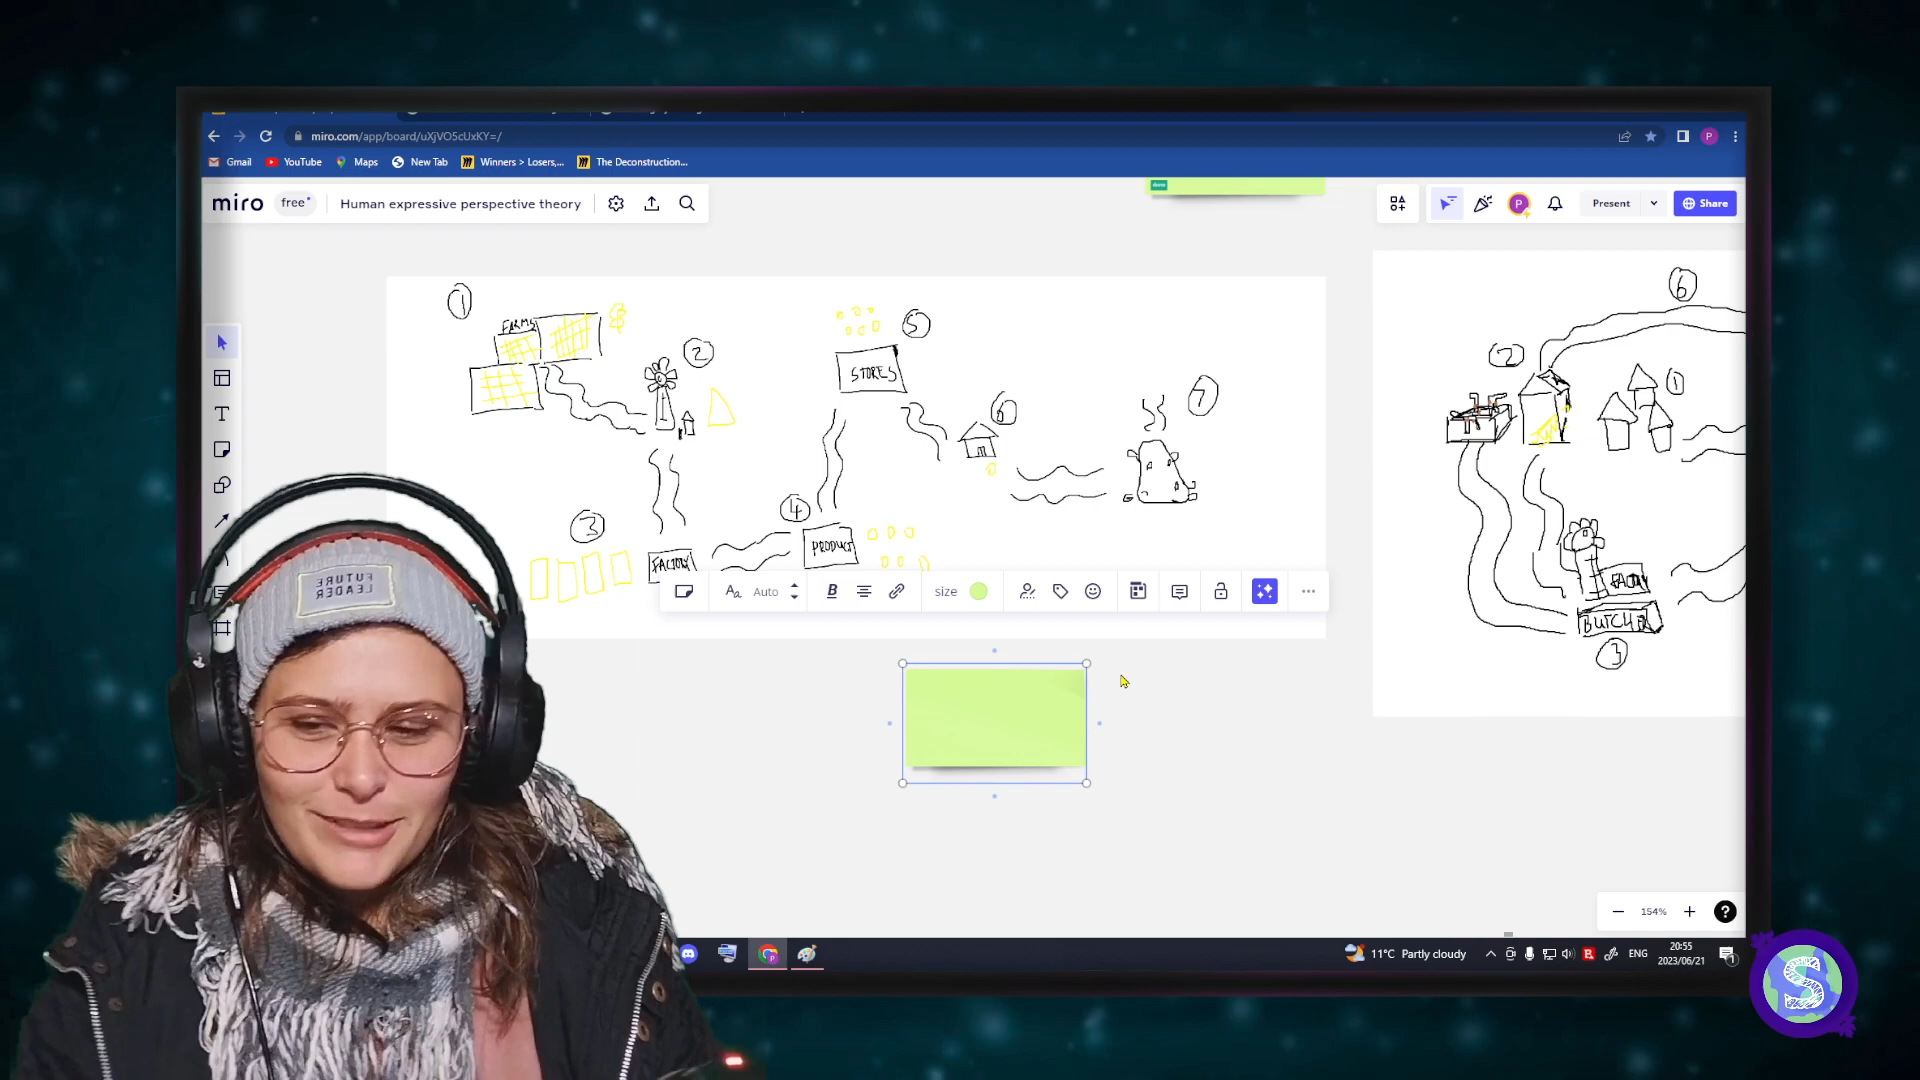 miro.com/app/board/uXjVO5cUxKY=/
Gmail
YouTube
Maps
New Tab
Winners > Losers,...
The Deconstruction...
miro
free
Human expressive perspective theory
done
P
Present
Share
1
FARMS
$
2
5
STORES
6
7
3
4
FACTORY
PRODUCT
6
2
1
FACTORY
BUTCHER
3
Aa
Auto
B
size
FUTURE
LEADER
154%
11°C Partly cloudy
ENG
20:55
2023/06/21
S